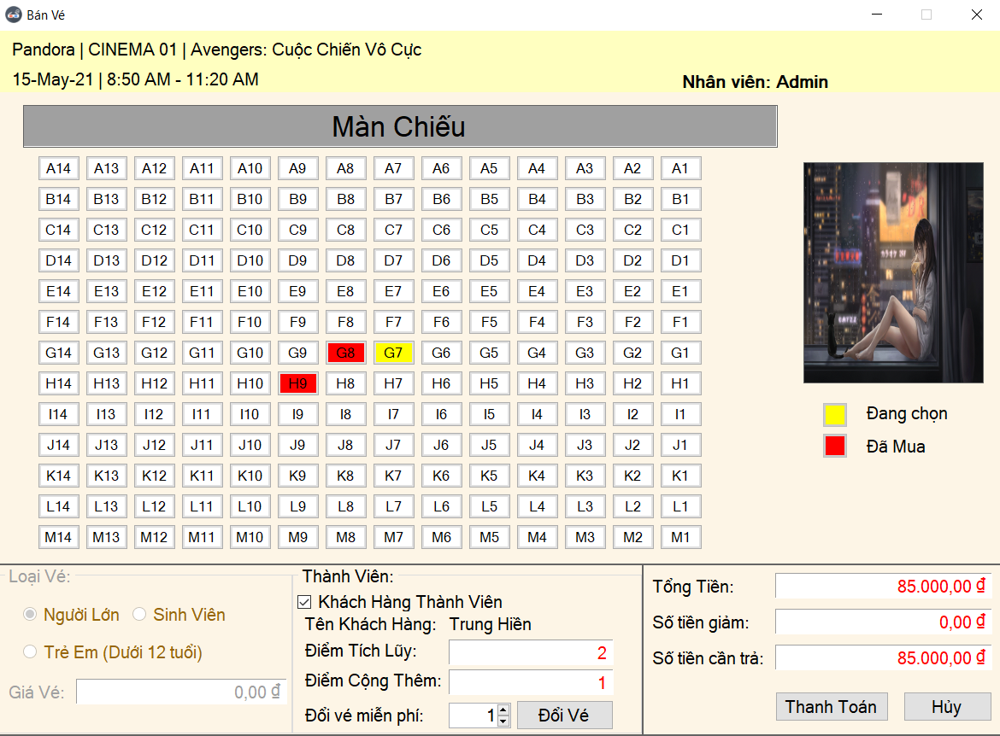 Bán Vé
Pandora | CINEMA 01 | Avengers: Cuộc Chiến Vô Cực
15-May-21 | 8:50 AM - 11:20 AM
Nhân viên: Admin
Màn Chiếu
A14 A13 A12 A11 A10 A9 A8 A7 A6 A5 A4 A3 A2 A1
B14 B13 B12 B11 B10 B9 B8 B7 B6 B5 B4 B3 B2 B1
C14 C13 C12 C11 C10 C9 C8 C7 C6 C5 C4 C3 C2 C1
D14 D13 D12 D11 D10 D9 D8 D7 D6 D5 D4 D3 D2 D1
E14 E13 E12 E11 E10 E9 E8 E7 E6 E5 E4 E3 E2 E1
F14 F13 F12 F11 F10 F9 F8 F7 F6 F5 F4 F3 F2 F1
G14 G13 G12 G11 G10 G9 G8 G7 G6 G5 G4 G3 G2 G1
H14 H13 H12 H11 H10 H9 H8 H7 H6 H5 H4 H3 H2 H1
I14 I13 I12 I11 I10 I9 I8 I7 I6 I5 I4 I3 I2 I1
J14 J13 J12 J11 J10 J9 J8 J7 J6 J5 J4 J3 J2 J1
K14 K13 K12 K11 K10 K9 K8 K7 K6 K5 K4 K3 K2 K1
L14 L13 L12 L11 L10 L9 L8 L7 L6 L5 L4 L3 L2 L1
M14 M13 M12 M11 M10 M9 M8 M7 M6 M5 M4 M3 M2 M1
Đang chọn
Đã Mua
Loại Vé:
Người Lớn Sinh Viên
Trẻ Em (Dưới 12 tuổi)
Giá Vé: 0,00 ₫
Thành Viên:
Khách Hàng Thành Viên
Tên Khách Hàng: Trung Hiền
Điểm Tích Lũy: 2
Điểm Cộng Thêm: 1
Đổi vé miễn phí: 1 Đổi Vé
Tổng Tiền: 85.000,00 ₫
Số tiền giảm: 0,00 ₫
Số tiền cần trả: 85.000,00 ₫
Thanh Toán Hủy